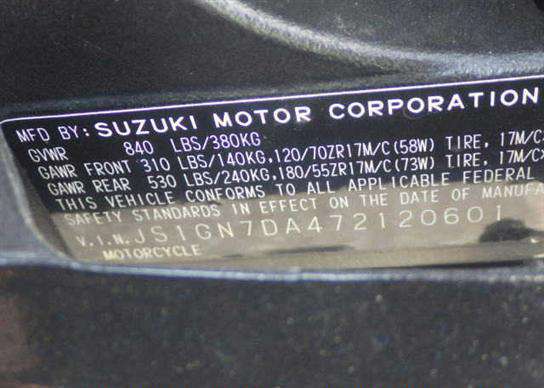 MFD BY: SUZUKI MOTOR CORPORATION
GVWR 840 LBS/380KG
GAWR FRONT 310 LBS/140KG,120/70ZR17M/C(58W) TIRE, 17M/C
GAWR REAR 530 LBS/240KG,180/55ZR17M/C(73W) TIRE, 17M/C
THIS VEHICLE CONFORMS TO ALL APPLICABLE FEDERAL
SAFETY STANDARDS IN EFFECT ON THE DATE OF MANUFA
V.I.N. JS1GN7DA472120601
MOTORCYCLE